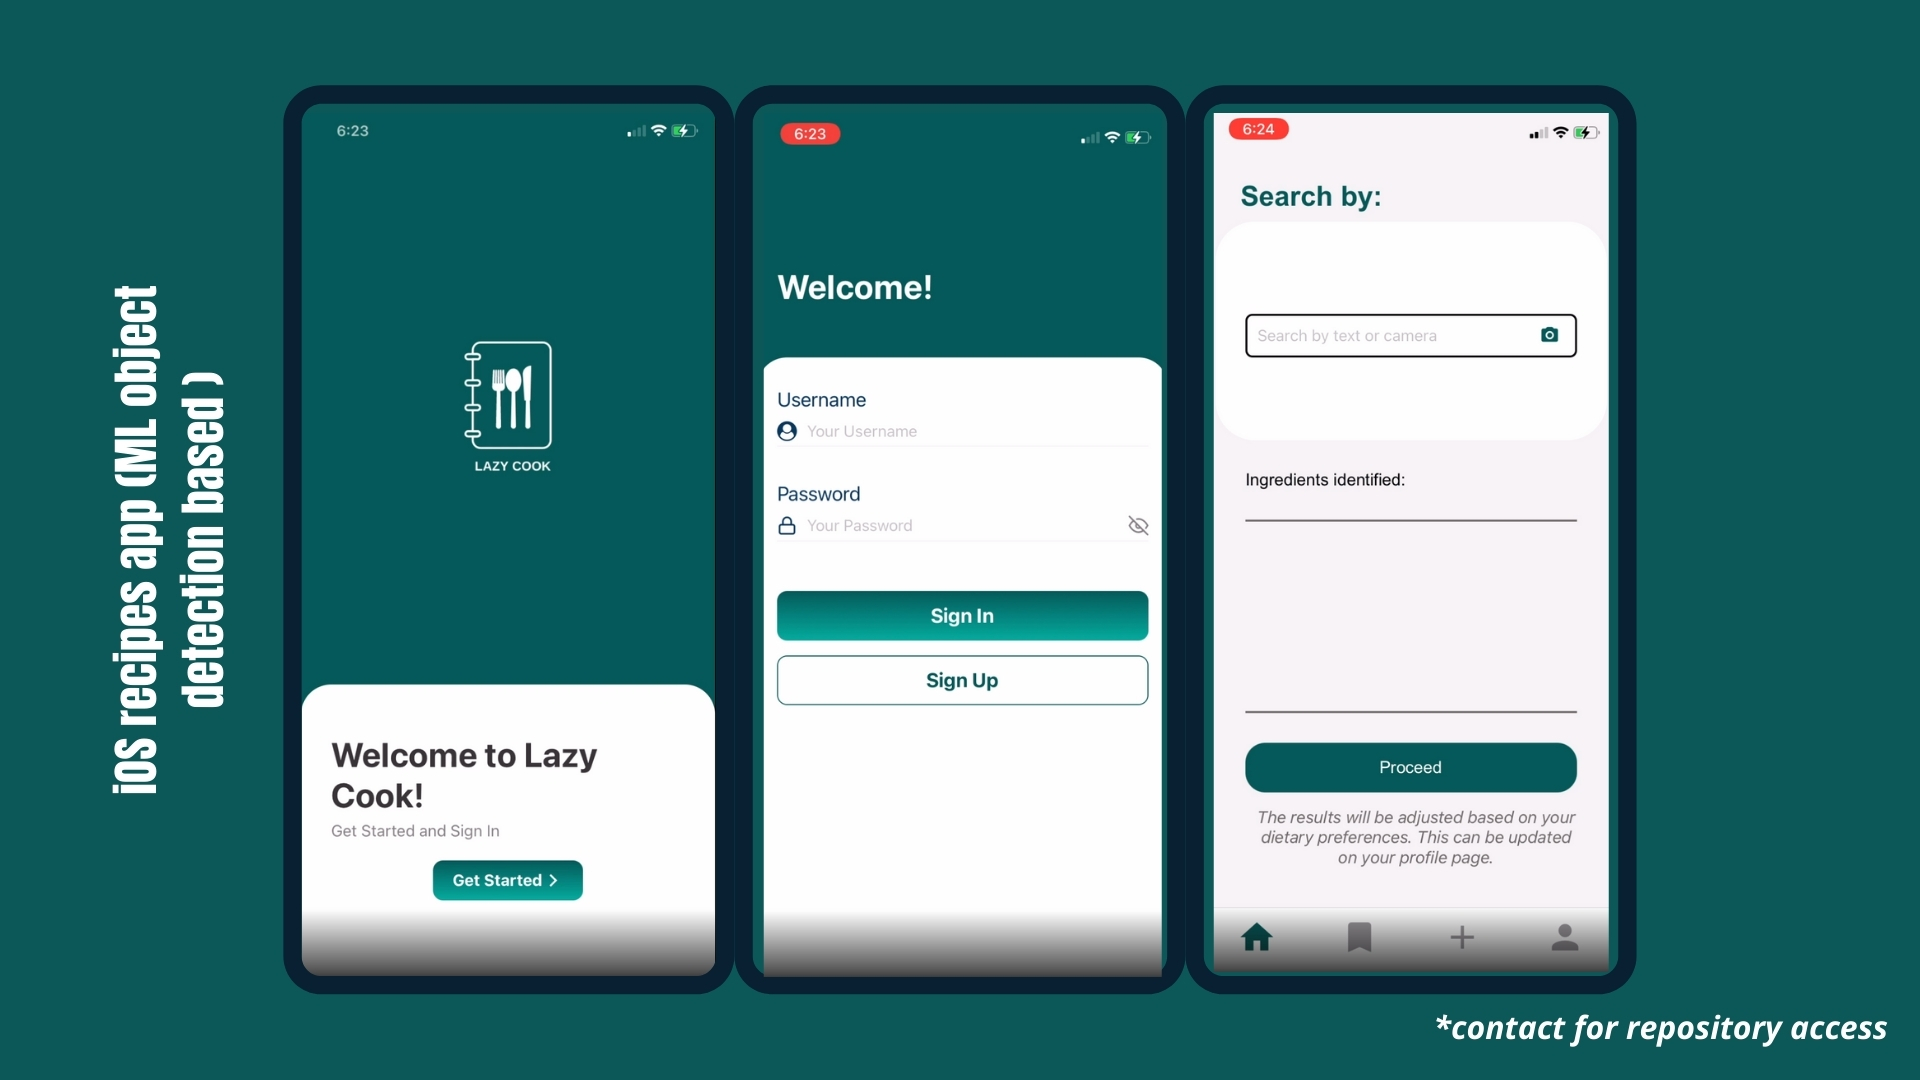 iOS recipes app (ML object
detection based )
6:23
LAZY COOK
Welcome to Lazy
Cook!
Get Started and Sign In
Get Started
6:23
Welcome!
Username
Your Username
Password
Your Password
Sign In
Sign Up
6:24
Search by:
Search by text or camera
Ingredients identified:
Proceed
The results will be adjusted based on your
dietary preferences. This can be updated
on your profile page.
*contact for repository access